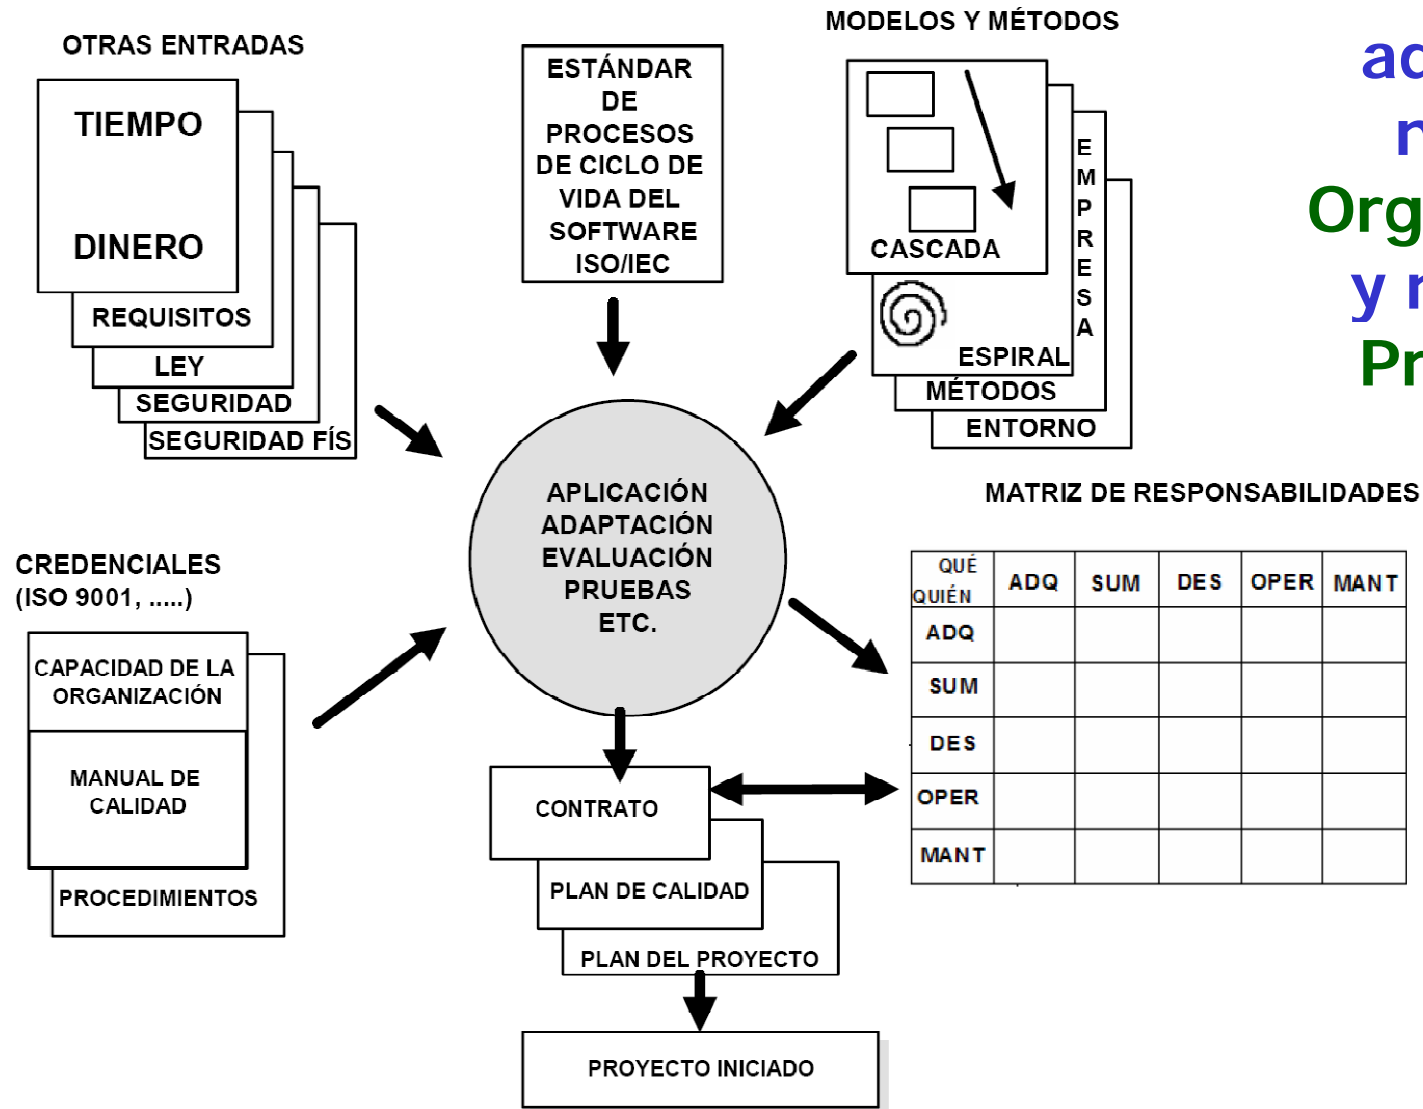 OTRAS ENTRADAS
TIEMPO
DINERO
REQUISITOS
LEY
SEGURIDAD
SEGURIDAD FÍS
ESTÁNDAR
DE
PROCESOS
DE CICLO DE
VIDA DEL
SOFTWARE
ISO/IEC
MODELOS Y MÉTODOS
CASCADA
ESPIRAL
EMPRESA
MÉTODOS
ENTORNO
Org
y
Pr
APLICACIÓN
ADAPTACIÓN
EVALUACIÓN
PRUEBAS
ETC.
CREDENCIALES
(ISO 9001, .....)
CAPACIDAD DE LA
ORGANIZACIÓN
MANUAL DE
CALIDAD
PROCEDIMIENTOS
MATRIZ DE RESPONSABILIDADES
QUÉ
QUIÉN ADQ SUM DES OPER MANT
ADQ
SUM
DES
OPER
MANT
CONTRATO
PLAN DE CALIDAD
PLAN DEL PROYECTO
PROYECTO INICIADO